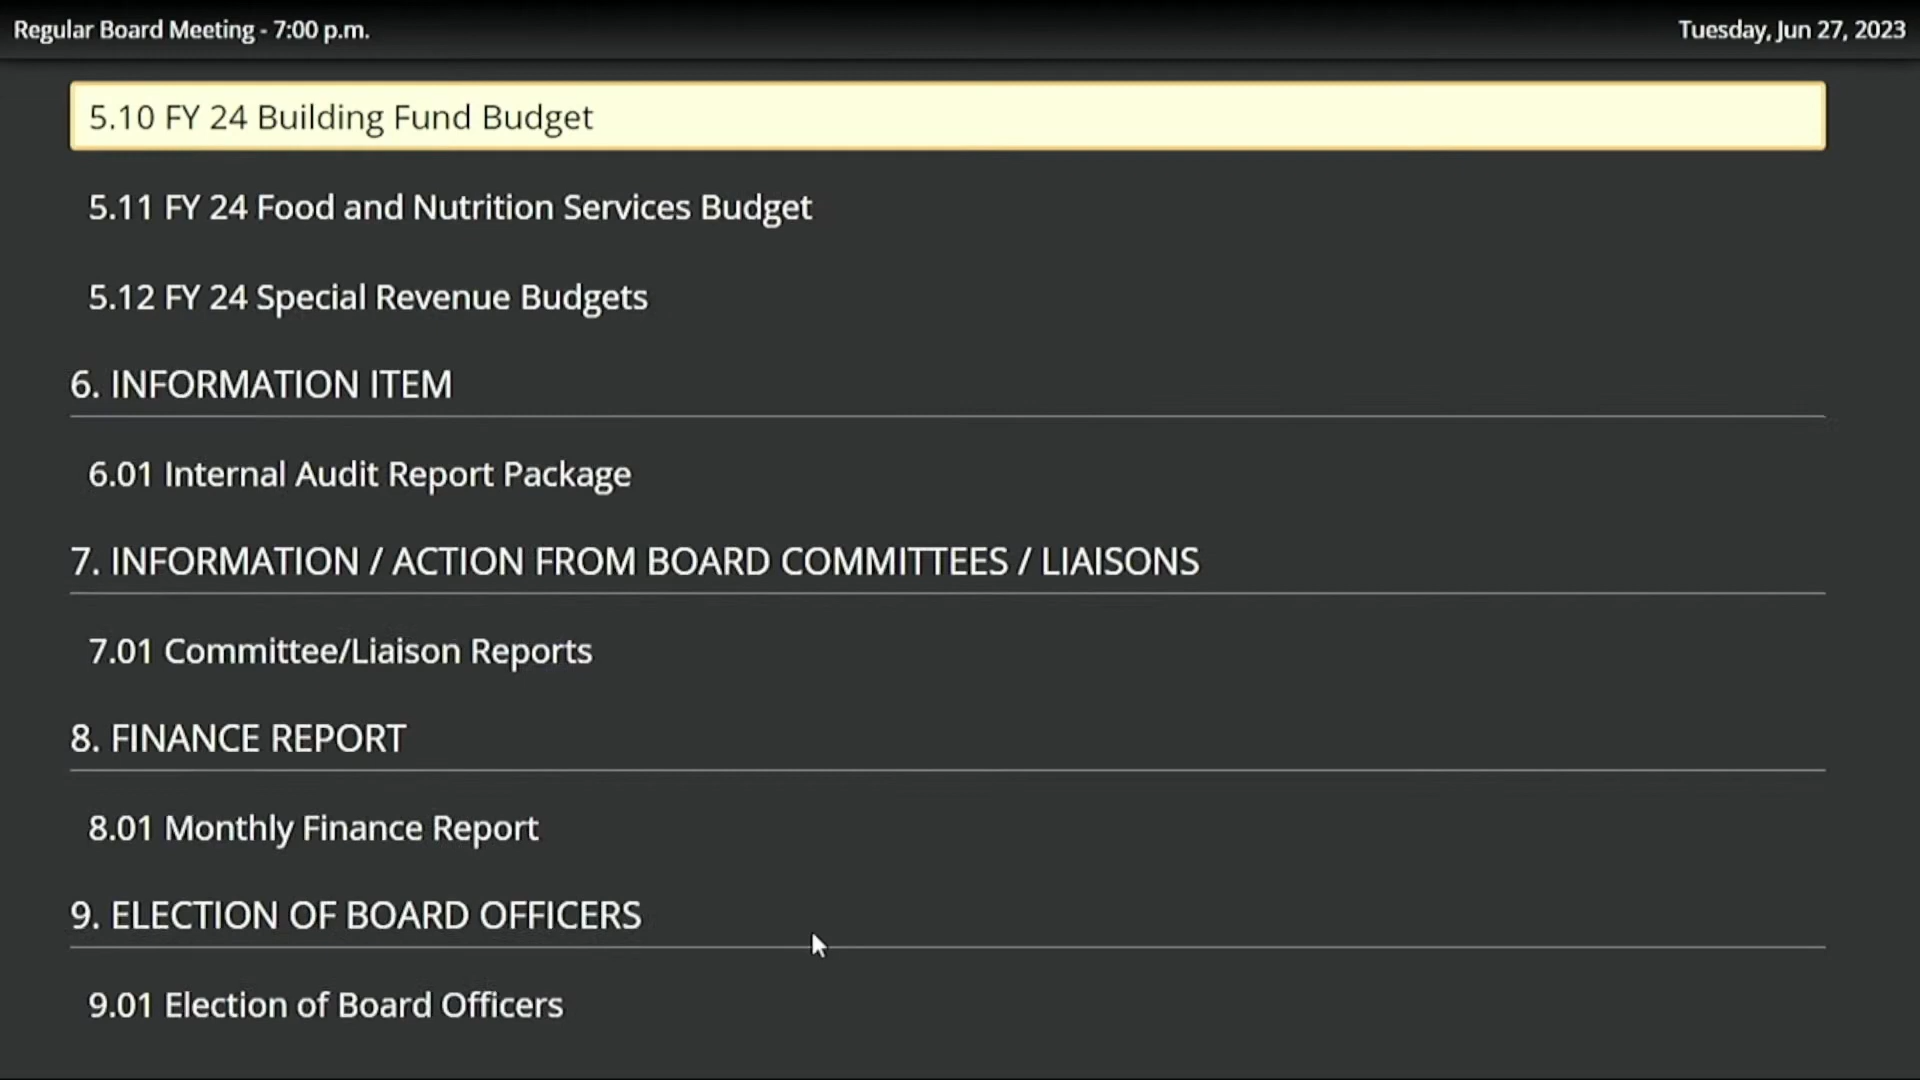 Regular Board Meeting - 7:00 p.m.
Tuesday, Jun 27, 2023
5.10 FY 24 Building Fund Budget
5.11 FY 24 Food and Nutrition Services Budget
5.12 FY 24 Special Revenue Budgets
6. INFORMATION ITEM
6.01 Internal Audit Report Package
7. INFORMATION / ACTION FROM BOARD COMMITTEES / LIAISONS
7.01 Committee/Liaison Reports
8. FINANCE REPORT
8.01 Monthly Finance Report
9. ELECTION OF BOARD OFFICERS
9.01 Election of Board Officers